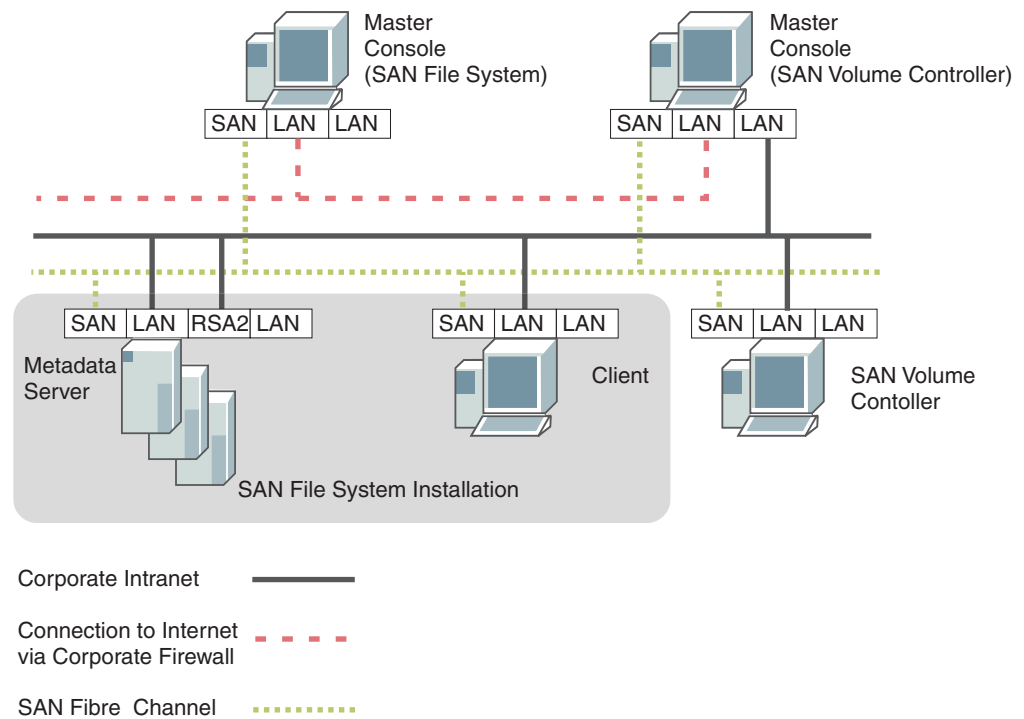 Master
Console
(SAN File System)
Master
Console
(SAN Volume Controller)
SAN LAN LAN
SAN LAN LAN
SAN LAN RSA2 LAN
SAN LAN LAN
SAN LAN LAN
Metadata
Server
Client
SAN Volume
Contoller
SAN File System Installation
Corporate Intranet
Connection to Internet
via Corporate Firewall
SAN Fibre Channel